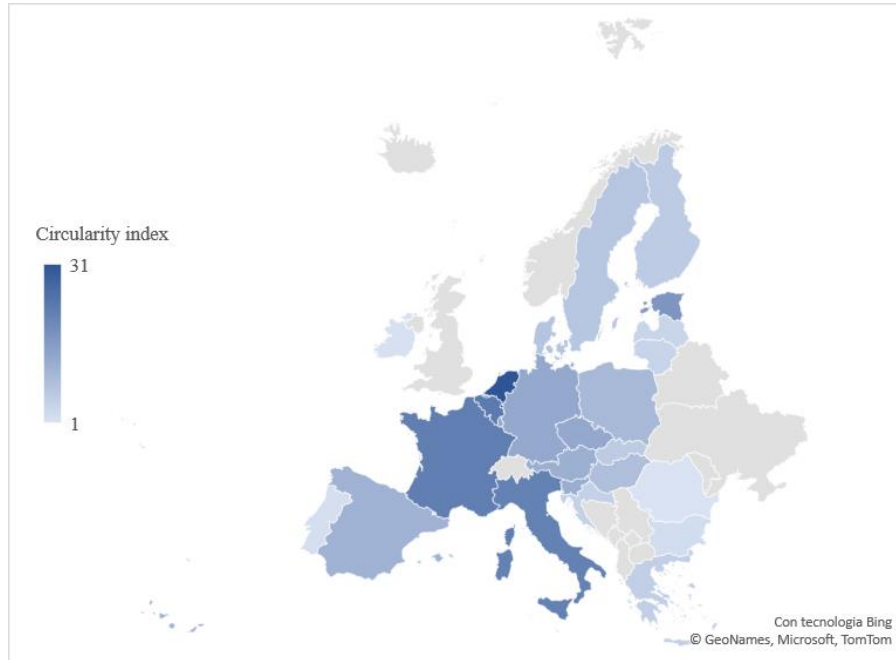 Circularity index
31
1
Con tecnologia Bing
© GeoNames, Microsoft, TomTom